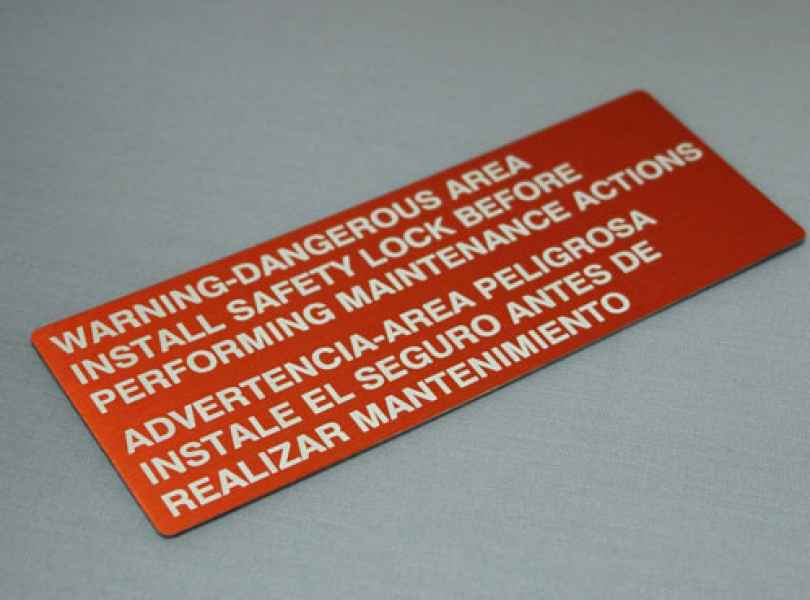 WARNING-DANGEROUS AREA
INSTALL SAFETY LOCK BEFORE
PERFORMING MAINTENANCE ACTIONS
ADVERTENCIA-AREA PELIGROSA
INSTALE EL SEGURO ANTES DE
REALIZAR MANTENIMIENTO